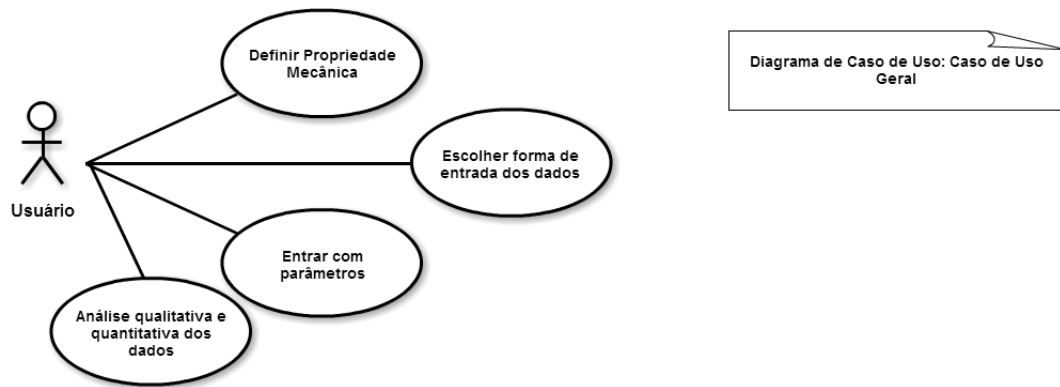 Definir Propriedade
Mecânica
Diagrama de Caso de Uso: Caso de Uso
Geral
Escolher forma de
entrada dos dados
Usuário
Entrar com
parâmetros
Análise qualitativa e
quantitativa dos
dados